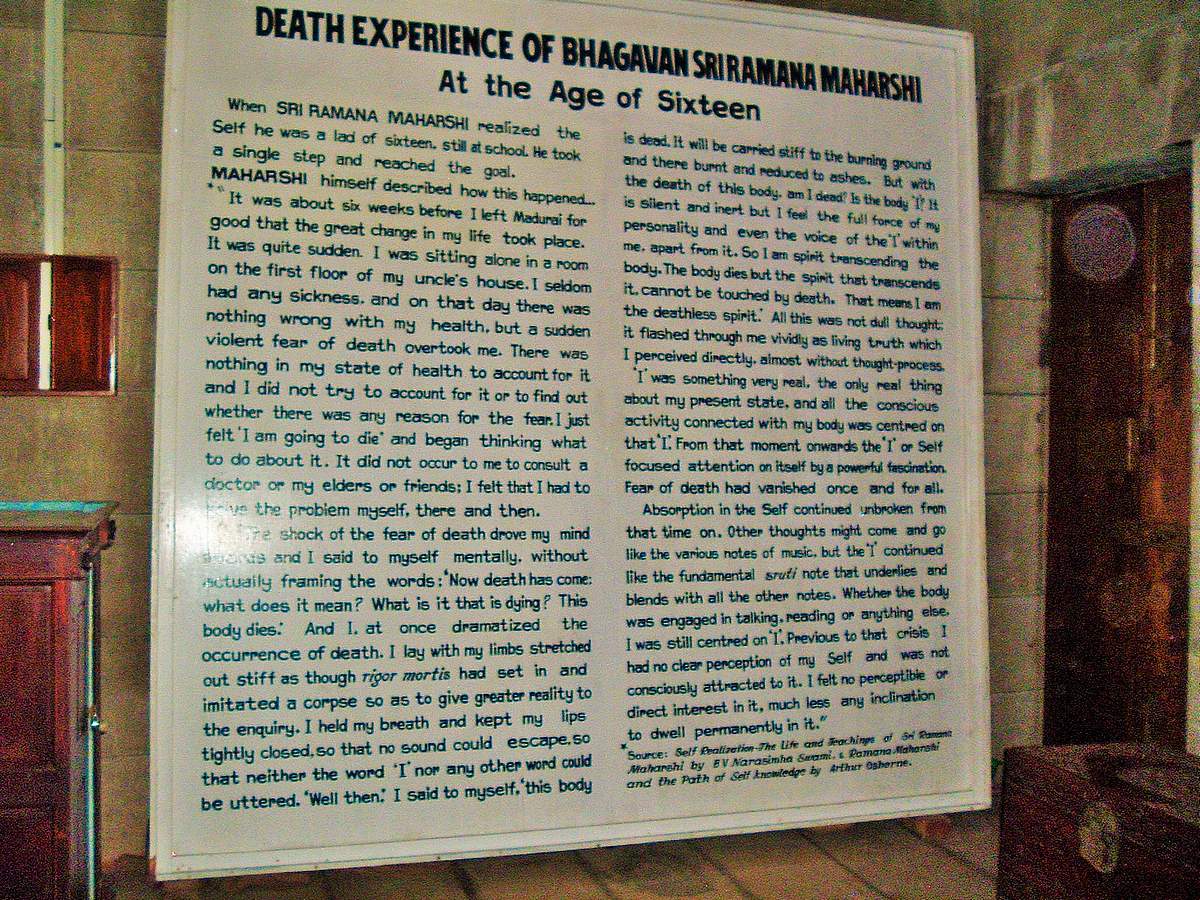 DEATH EXPERIENCE OF BHAGAVAN SRI RAMANA MAHARSHI
At the Age of Sixteen
When SRI RAMANA MAHARSHI realized the
Self he was a lad of sixteen, still at school. He took
a single step and reached the goal.
MAHARSHI himself described how this happened...
*"It was about six weeks before I left Madurai for
good that the great change in my life took place.
It was quite sudden. I was sitting alone in a room
on the first floor of my uncle's house. I seldom
had any sickness, and on that day there was
nothing wrong with my health, but a sudden
violent fear of death overtook me. There was
nothing in my state of health to account for it
and I did not try to account for it or to find out
whether there was any reason for the fear. I just
felt 'I am going to die' and began thinking what
to do about it. It did not occur to me to consult a
doctor or my elders or friends; I felt that I had to
solve the problem myself, there and then.
The shock of the fear of death drove my mind
inwards and I said to myself mentally, without
actually framing the words: 'Now death has come;
what does it mean? What is it that is dying? This
body dies.' And I, at once dramatized the
occurrence of death. I lay with my limbs stretched
out stiff as though rigor mortis had set in and
imitated a corpse so as to give greater reality to
the enquiry. I held my breath and kept my lips
tightly closed, so that no sound could escape, so
that neither the word 'I' nor any other word could
be uttered. 'Well then,' I said to myself, 'this body
is dead. It will be carried stiff to the burning ground
and there burnt and reduced to ashes. But with
the death of this body, am I dead? Is the body 'I'? It
is silent and inert but I feel the full force of my
personality and even the voice of the 'I' within
me, apart from it. So I am spirit transcending the
body. The body dies but the spirit that transcends
it, cannot be touched by death. That means I am
the deathless spirit.' All this was not dull thought;
it flashed through me vividly as living truth which
I perceived directly, almost without thought-process.
'I' was something very real, the only real thing
about my present state, and all the conscious
activity connected with my body was centred on
that 'I'. From that moment onwards the 'I' or Self
focused attention on itself by a powerful fascination.
Fear of death had vanished once and for all.
Absorption in the Self continued unbroken from
that time on. Other thoughts might come and go
like the various notes of music, but the 'I' continued
like the fundamental sruti note that underlies and
blends with all the other notes. Whether the body
was engaged in talking, reading or anything else,
I was still centred on 'I'. Previous to that crisis I
had no clear perception of my Self and was not
consciously attracted to it. I felt no perceptible or
direct interest in it, much less any inclination
to dwell permanently in it."
*Source: Self Realization-The life and Teachings of Sri Ramana
Maharshi by B V Narasimha Swami, & Ramana Maharshi
and the Path of Self knowledge by Arthur Osborne.